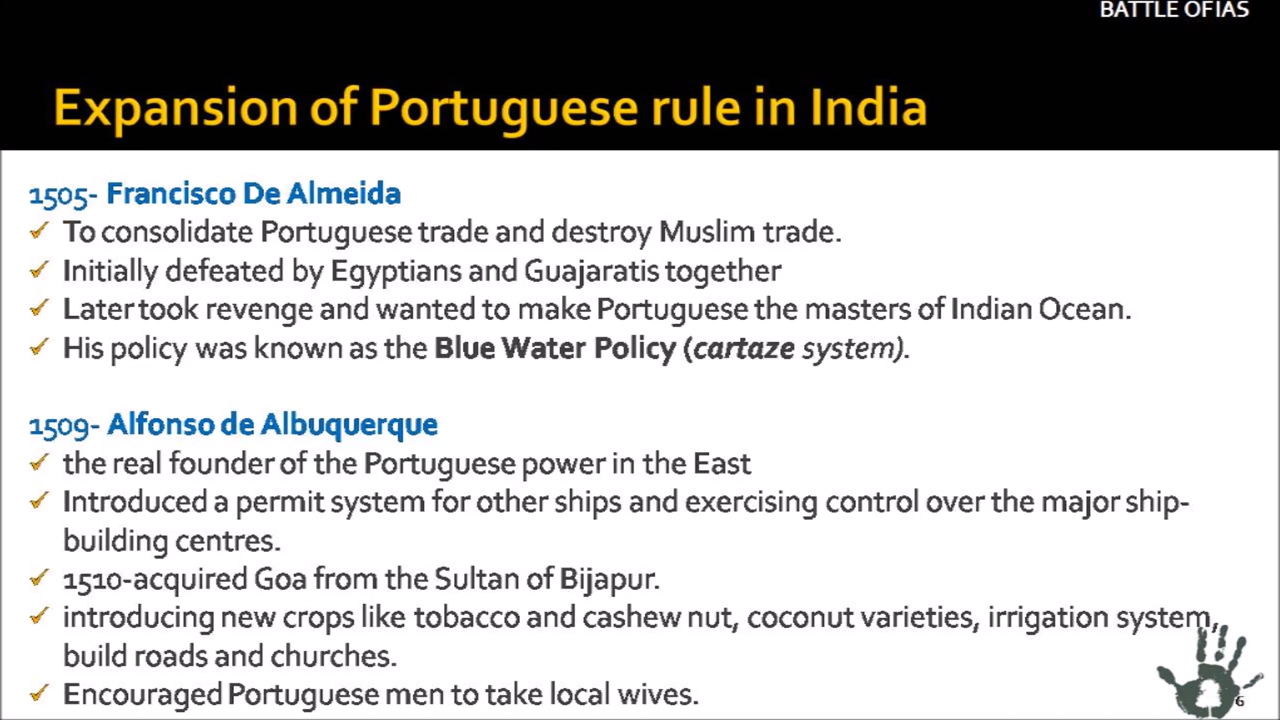 BATTLE OF IAS
Expansion of Portuguese rule in India
1505- Francisco De Almeida
✓ To consolidate Portuguese trade and destroy Muslim trade.
✓ Initially defeated by Egyptians and Guajaratis together
✓ Later took revenge and wanted to make Portuguese the masters of Indian Ocean.
✓ His policy was known as the Blue Water Policy (cartaze system).
1509- Alfonso de Albuquerque
✓ the real founder of the Portuguese power in the East
✓ Introduced a permit system for other ships and exercising control over the major ship-
building centres.
✓ 1510-acquired Goa from the Sultan of Bijapur.
✓ introducing new crops like tobacco and cashew nut, coconut varieties, irrigation system,
build roads and churches.
✓ Encouraged Portuguese men to take local wives.
6